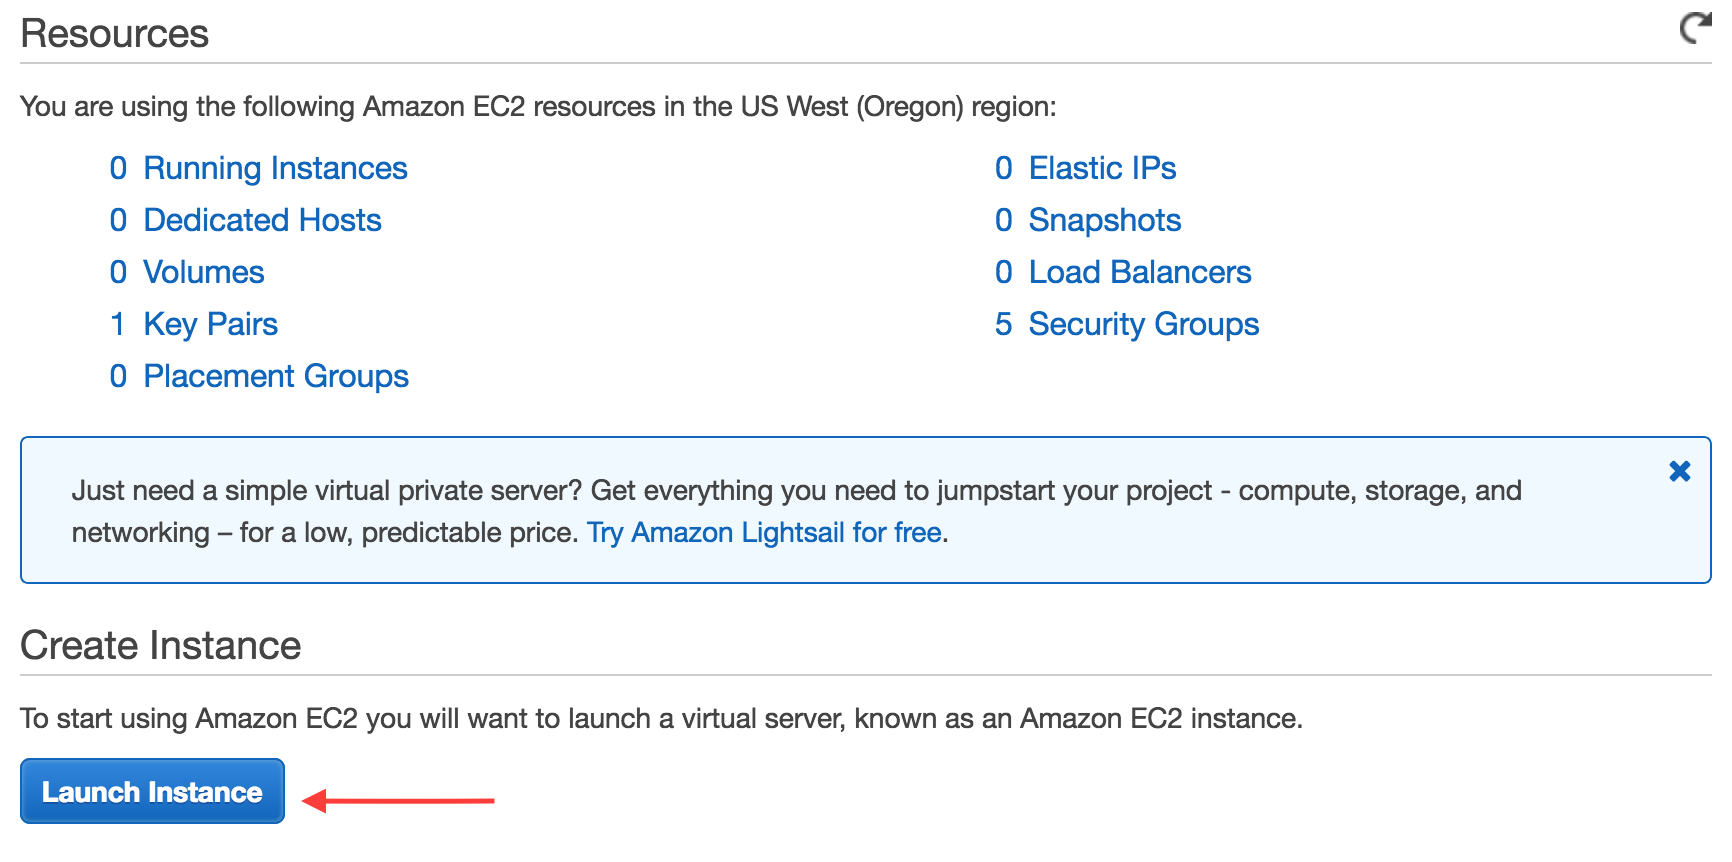 Resources
You are using the following Amazon EC2 resources in the US West (Oregon) region:
0 Running Instances
0 Elastic IPs
0 Dedicated Hosts
0 Snapshots
0 Volumes
0 Load Balancers
1 Key Pairs
5 Security Groups
0 Placement Groups
Just need a simple virtual private server? Get everything you need to jumpstart your project - compute, storage, and
networking – for a low, predictable price. Try Amazon Lightsail for free.
Create Instance
To start using Amazon EC2 you will want to launch a virtual server, known as an Amazon EC2 instance.
Launch Instance